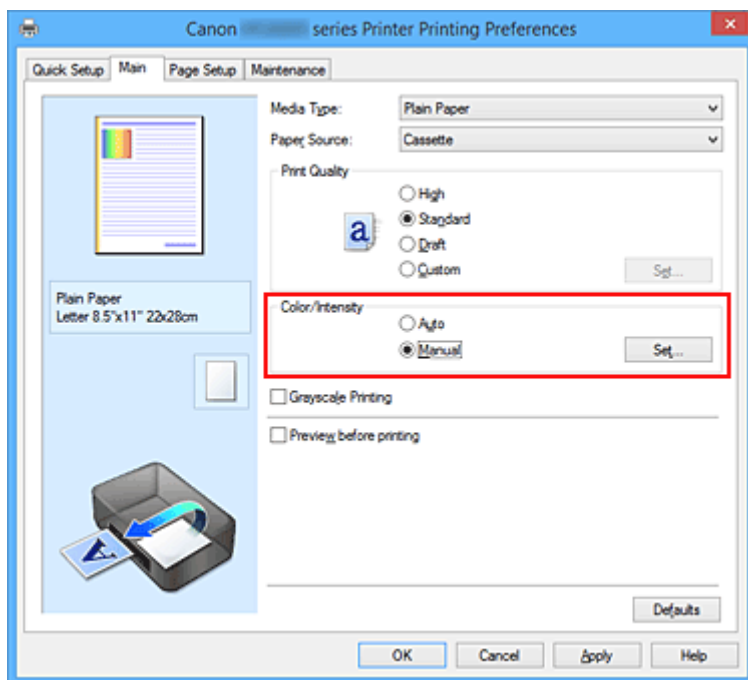 Canon series Printer Printing Preferences
Quick Setup Main Page Setup Maintenance
Media Type: Plain Paper
Paper Source: Cassette
Print Quality
High
Standard
Draft
Custom Set...
Plain Paper
Letter 8.5"x11" 22x28cm
Color/Intensity
Auto
Manual Set...
Grayscale Printing
Preview before printing
a
A
Defaults
OK Cancel Apply Help